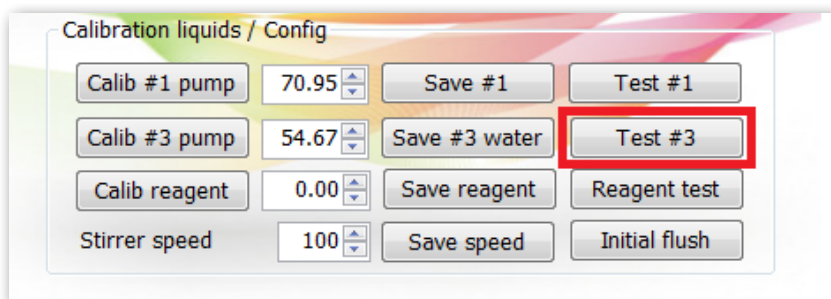 Calibration liquids / Config
Calib #1 pump 70.95 Save #1 Test #1
Calib #3 pump 54.67 Save #3 water Test #3
Calib reagent 0.00 Save reagent Reagent test
Stirrer speed 100 Save speed Initial flush